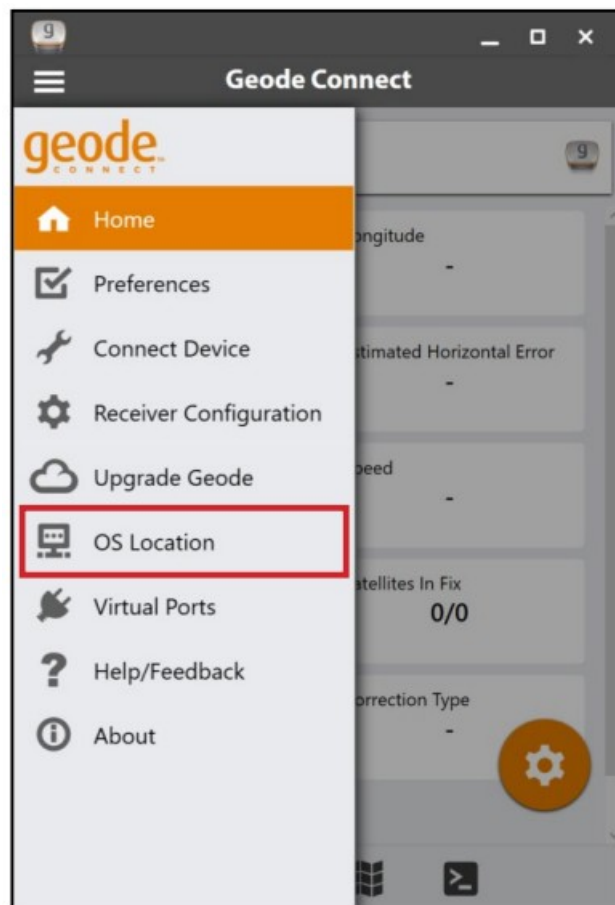 g
Geode Connect
geode™
CONNECT
g
Home
Preferences
Connect Device
Receiver Configuration
Upgrade Geode
OS Location
Virtual Ports
Help/Feedback
About
ongitude
-
stimated Horizontal Error
-
peed
-
atellites In Fix
0/0
orrection Type
-